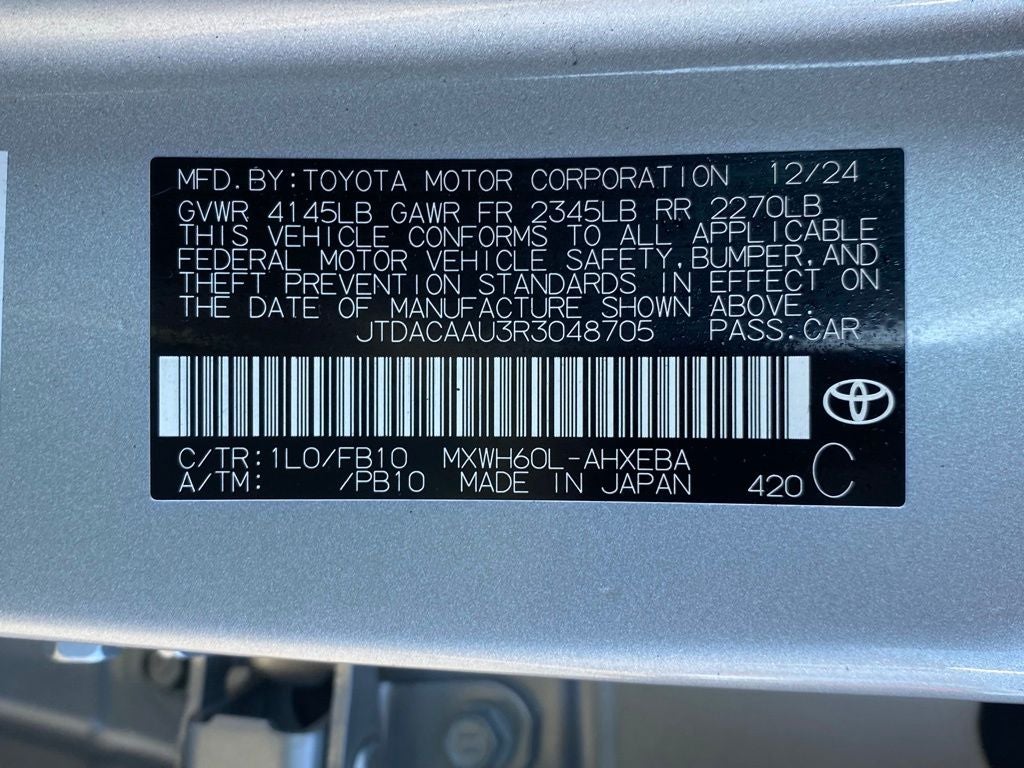 MFD.BY:TOYOTA MOTOR CORPORATION 12/24
GVWR 4145LB GAWR FR 2345LB RR 2270LB
THIS VEHICLE CONFORMS TO ALL APPLICABLE
FEDERAL MOTOR VEHICLE SAFETY,BUMPER,AND
THEFT PREVENTION STANDARDS IN EFFECT ON
THE DATE OF MANUFACTURE SHOWN ABOVE.
JTDACAAU3R3048705 PASS.CAR
C/TR:1L0/FB10 MXWH60L-AHXEBA
A/TM: /PB10 MADE IN JAPAN 420 C